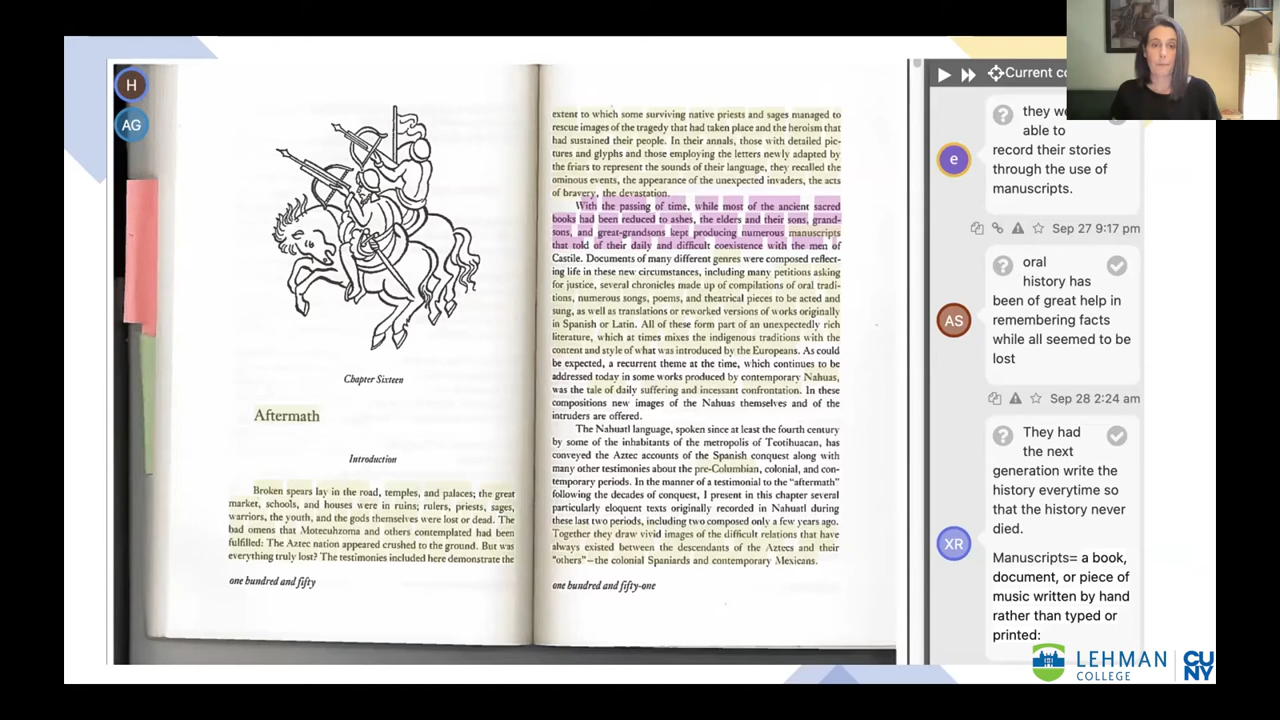 H
AG
Chapter Sixteen
Aftermath
Introduction
Broken spears lay in the road, temples, and palaces; the great
market, schools, and houses were in ruins; rulers, priests, sages,
warriors, the youth, and the gods themselves were lost or dead. The
bad omens that Motecuhzoma and others contemplated had been
fulfilled: The Aztec nation appeared crushed to the ground. But was
everything truly lost? The testimonies included here demonstrate the
one hundred and fifty
extent to which some surviving native priests and sages managed to
rescue images of the tragedy that had taken place and the heroism that
had sustained their people. In their annals, those with detailed pic-
tures and glyphs and those employing the letters newly adapted by
the friars to represent the sounds of their language, they recalled the
ominous events, the appearance of the unexpected invaders, the acts
of bravery, the devastation.
With the passing of time, while most of the ancient sacred
books had been reduced to ashes, the elders and their sons, grand-
sons, and great-grandsons kept producing numerous manuscripts
that told of their daily and difficult coexistence with the men of
Castile. Documents of many different genres were composed reflect-
ing life in these new circumstances, including many petitions asking
for justice, several chronicles made up of compilations of oral tradi-
tions, numerous songs, poems, and theatrical pieces to be acted and
sung, as well as translations or reworked versions of works originally
in Spanish or Latin. All of these form part of an unexpectedly rich
literature, which at times mixes the indigenous traditions with the
content and style of what was introduced by the Europeans. As could
be expected, a recurrent theme at the time, which continues to be
addressed today in some works produced by contemporary Nahuas,
was the tale of daily suffering and incessant confrontation. In these
compositions new images of the Nahuas themselves and of the
intruders are offered.
The Nahuatl language, spoken since at least the fourth century
by some of the inhabitants of the metropolis of Teotihuacan, has
conveyed the Aztec accounts of the Spanish conquest along with
many other testimonies about the pre-Columbian, colonial, and con-
temporary periods. In the manner of a testimonial to the "aftermath"
following the decades of conquest, I present in this chapter several
particularly eloquent texts originally recorded in Nahuatl during
these last two periods, including two composed only a few years ago.
Together they draw vivid images of the difficult relations that have
always existed between the descendants of the Aztecs and their
"others"—the colonial Spaniards and contemporary Mexicans.
one hundred and fifty-one
Current
they
able to
record their stories
through the use of
manuscripts.
e
Sep 27 9:17 pm
oral
history has
been of great help in
remembering facts
while all seemed to be
lost
AS
Sep 28 2:24 am
They had
the next
generation write the
history everytime so
that the history never
died.
XR
Manuscripts= a book,
document, or piece of
music written by hand
rather than typed or
printed:
LEHMAN
COLLEGE
CU
NY